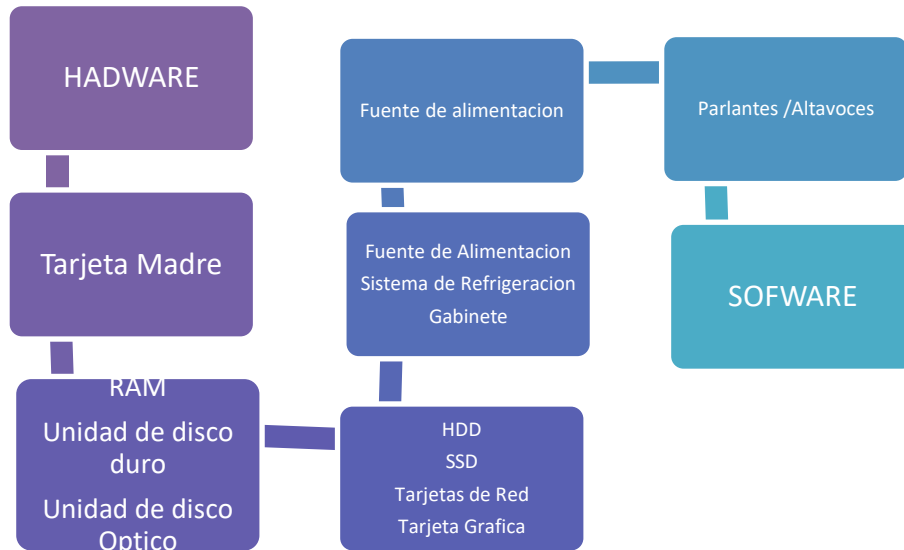 HADWARE
Tarjeta Madre
RAM
Unidad de disco
duro
Unidad de disco
Optico
HDD
SSD
Tarjetas de Red
Tarjeta Grafica
Fuente de Alimentacion
Sistema de Refrigeracion
Gabinete
Fuente de alimentacion
Parlantes /Altavoces
SOFWARE